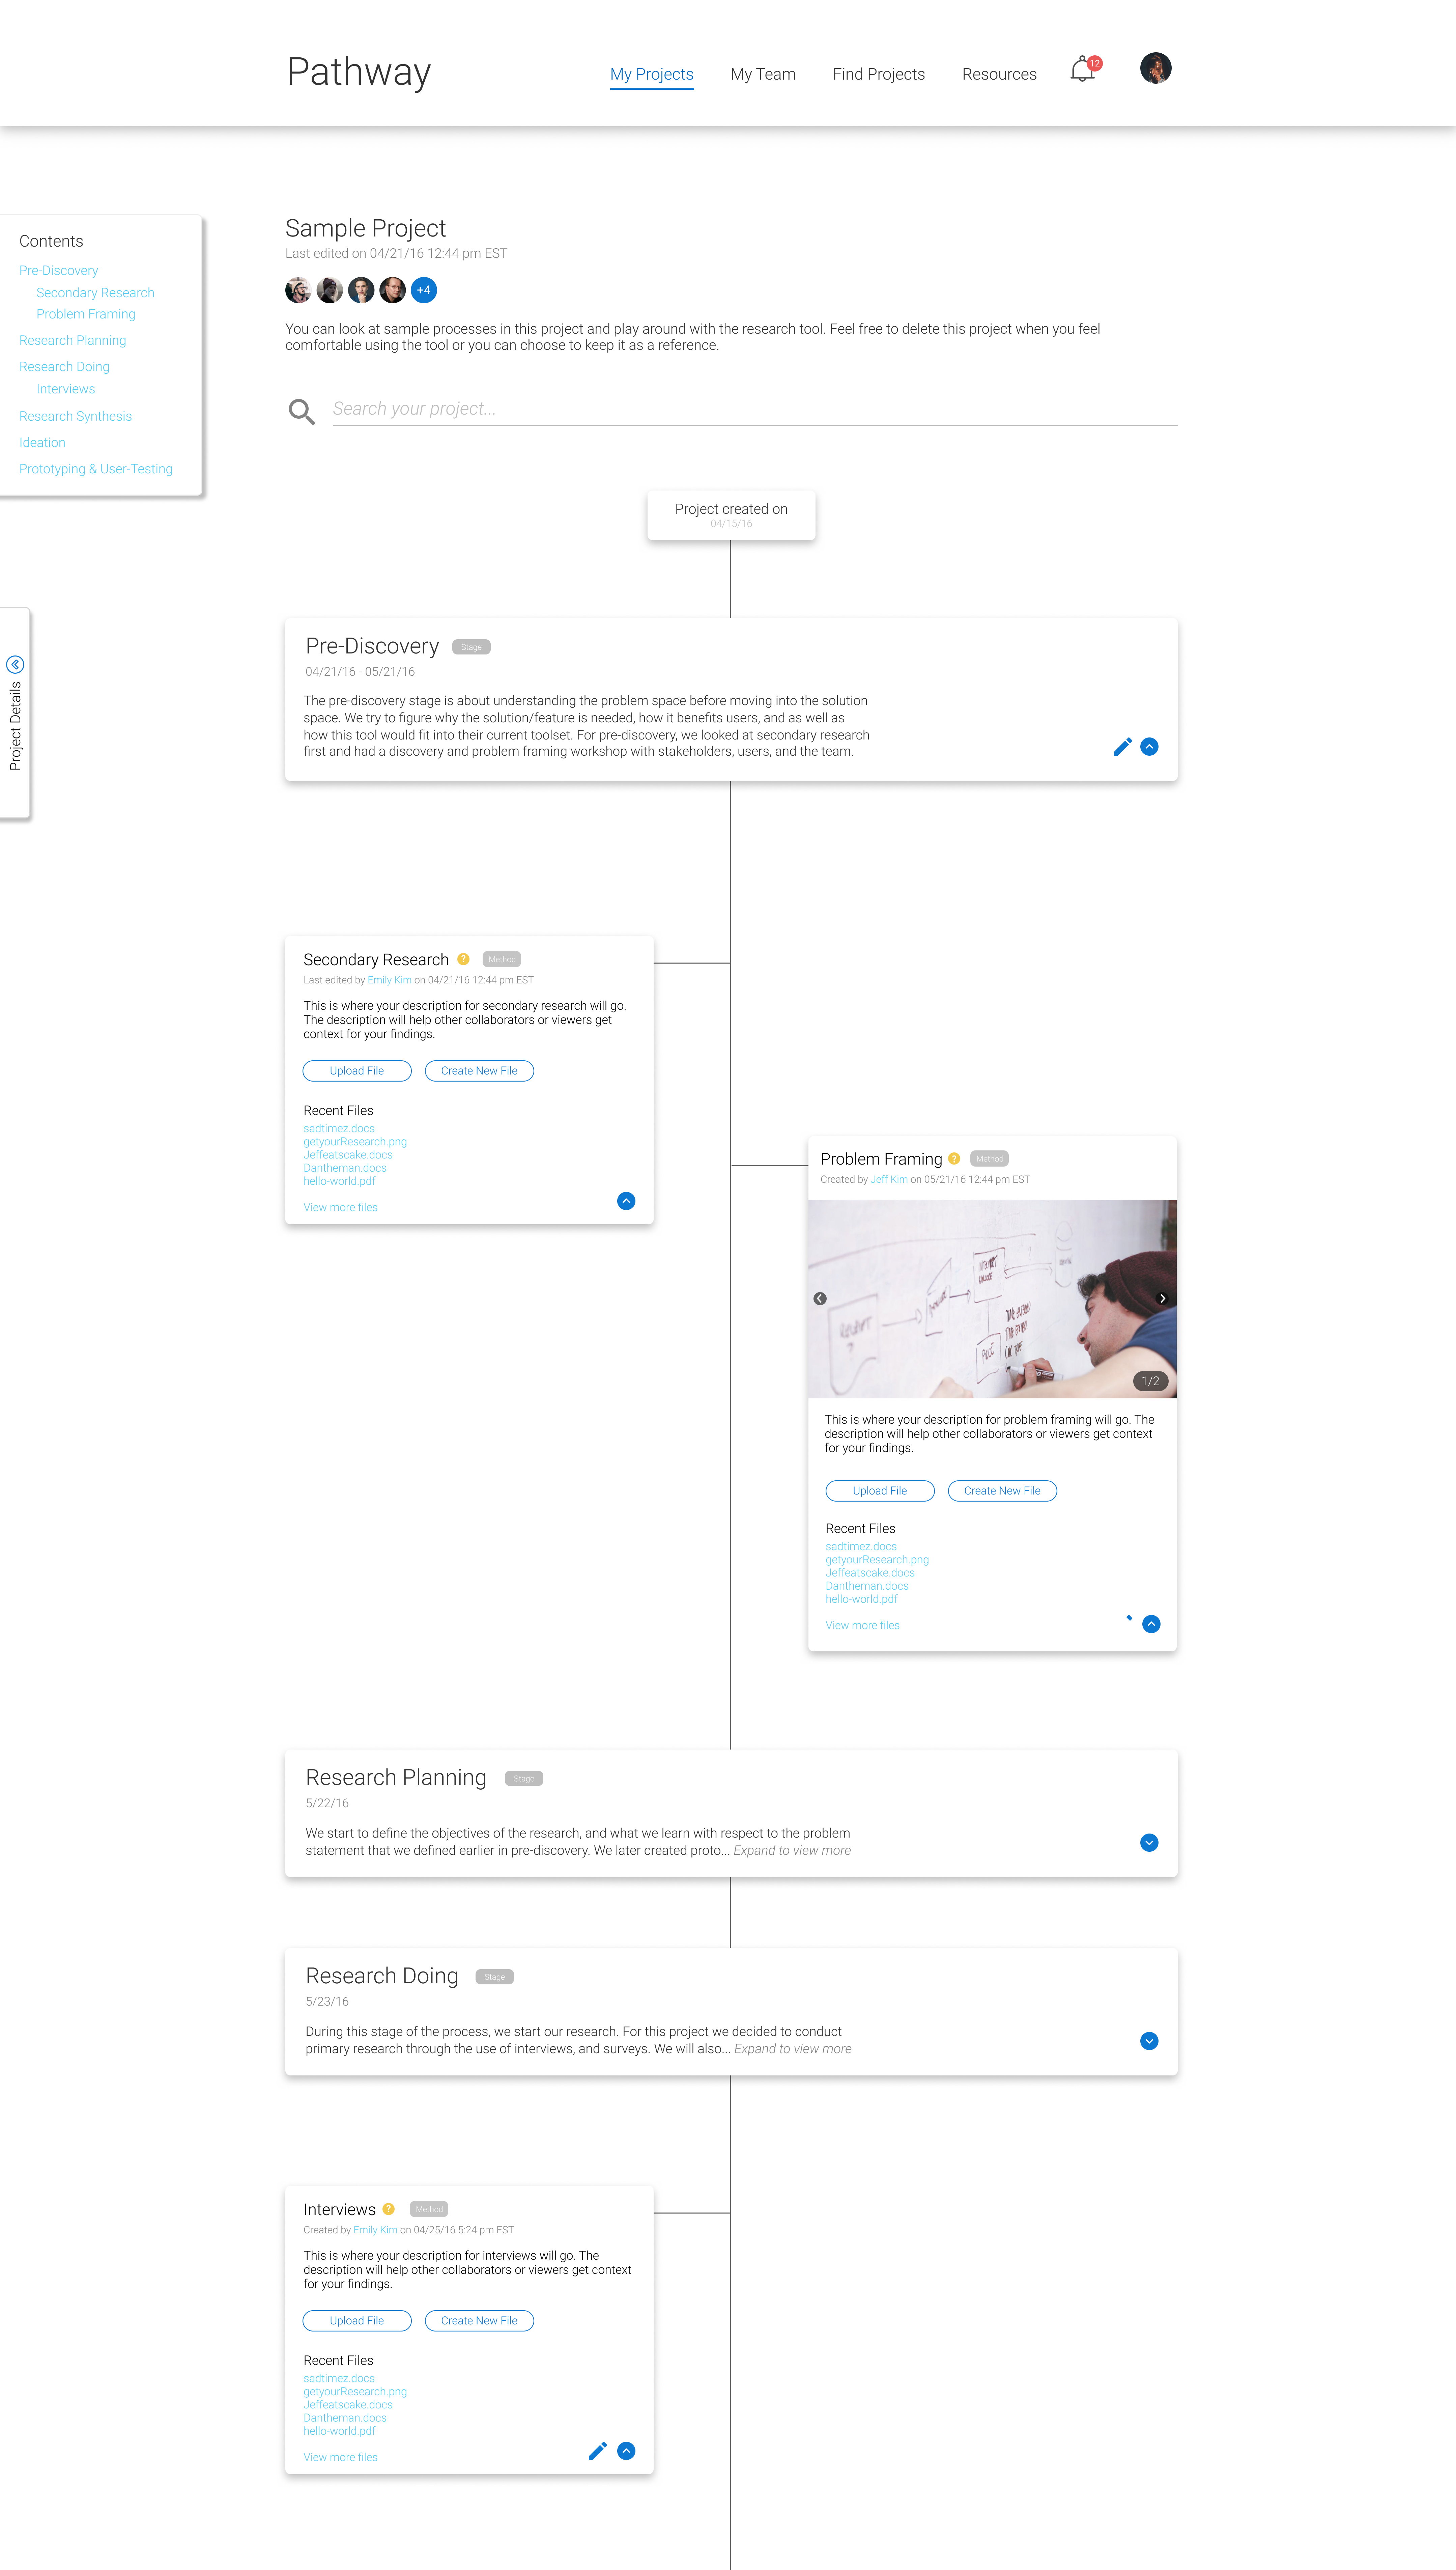 Pathway
My Projects
My Team
Find Projects
Resources
12
Contents
Pre-Discovery
Secondary Research
Problem Framing
Research Planning
Research Doing
Interviews
Research Synthesis
Ideation
Prototyping & User-Testing
Project Details
Sample Project
Last edited on 04/21/16 12:44 pm EST
+4
You can look at sample processes in this project and play around with the research tool. Feel free to delete this project when you feel
comfortable using the tool or you can choose to keep it as a reference.
Search your project...
Project created on
04/15/16
Pre-Discovery
Stage
04/21/16 - 05/21/16
The pre-discovery stage is about understanding the problem space before moving into the solution
space. We try to figure why the solution/feature is needed, how it benefits users, and as well as
how this tool would fit into their current toolset. For pre-discovery, we looked at secondary research
first and had a discovery and problem framing workshop with stakeholders, users, and the team.
Secondary Research ?
Method
Last edited by Emily Kim on 04/21/16 12:44 pm EST
This is where your description for secondary research will go.
The description will help other collaborators or viewers get
context for your findings.
Upload File
Create New File
Recent Files
sadtimez.docs
getyourResearch.png
Jeffeatscake.docs
Dantheman.docs
hello-world.pdf
View more files
Problem Framing ?
Method
Created by Jeff Kim on 05/21/16 12:44 pm EST
1/2
This is where your description for problem framing will go. The
description will help other collaborators or viewers get context
for your findings.
Upload File
Create New File
Recent Files
sadtimez.docs
getyourResearch.png
Jeffeatscake.docs
Dantheman.docs
hello-world.pdf
View more files
Research Planning
Stage
5/22/16
We start to define the objectives of the research, and what we learn with respect to the problem
statement that we defined earlier in pre-discovery. We later created proto... Expand to view more
Research Doing
Stage
5/23/16
During this stage of the process, we start our research. For this project we decided to conduct
primary research through the use of interviews, and surveys. We will also... Expand to view more
Interviews ?
Method
Created by Emily Kim on 04/25/16 5:24 pm EST
This is where your description for interviews will go. The
description will help other collaborators or viewers get context
for your findings.
Upload File
Create New File
Recent Files
sadtimez.docs
getyourResearch.png
Jeffeatscake.docs
Dantheman.docs
hello-world.pdf
View more files